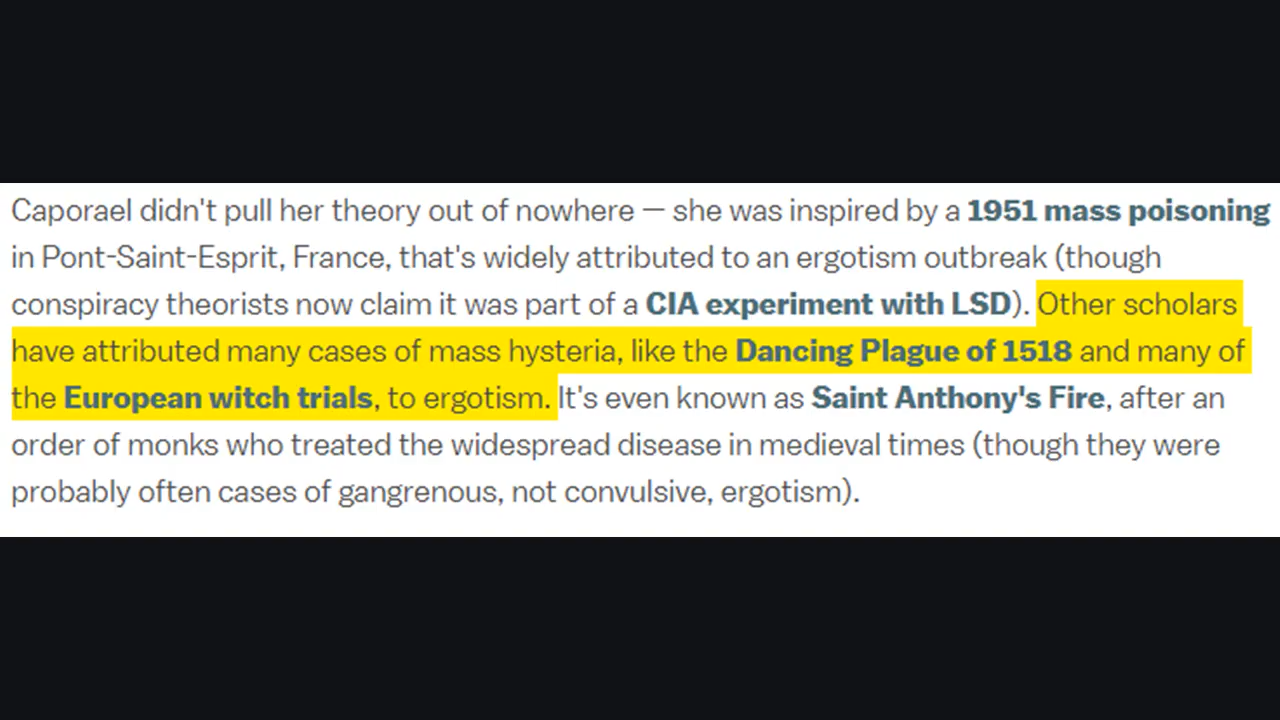 Caporael didn't pull her theory out of nowhere — she was inspired by a 1951 mass poisoning
in Pont-Saint-Esprit, France, that's widely attributed to an ergotism outbreak (though
conspiracy theorists now claim it was part of a CIA experiment with LSD). Other scholars
have attributed many cases of mass hysteria, like the Dancing Plague of 1518 and many of
the European witch trials, to ergotism. It's even known as Saint Anthony's Fire, after an
order of monks who treated the widespread disease in medieval times (though they were
probably often cases of gangrenous, not convulsive, ergotism).